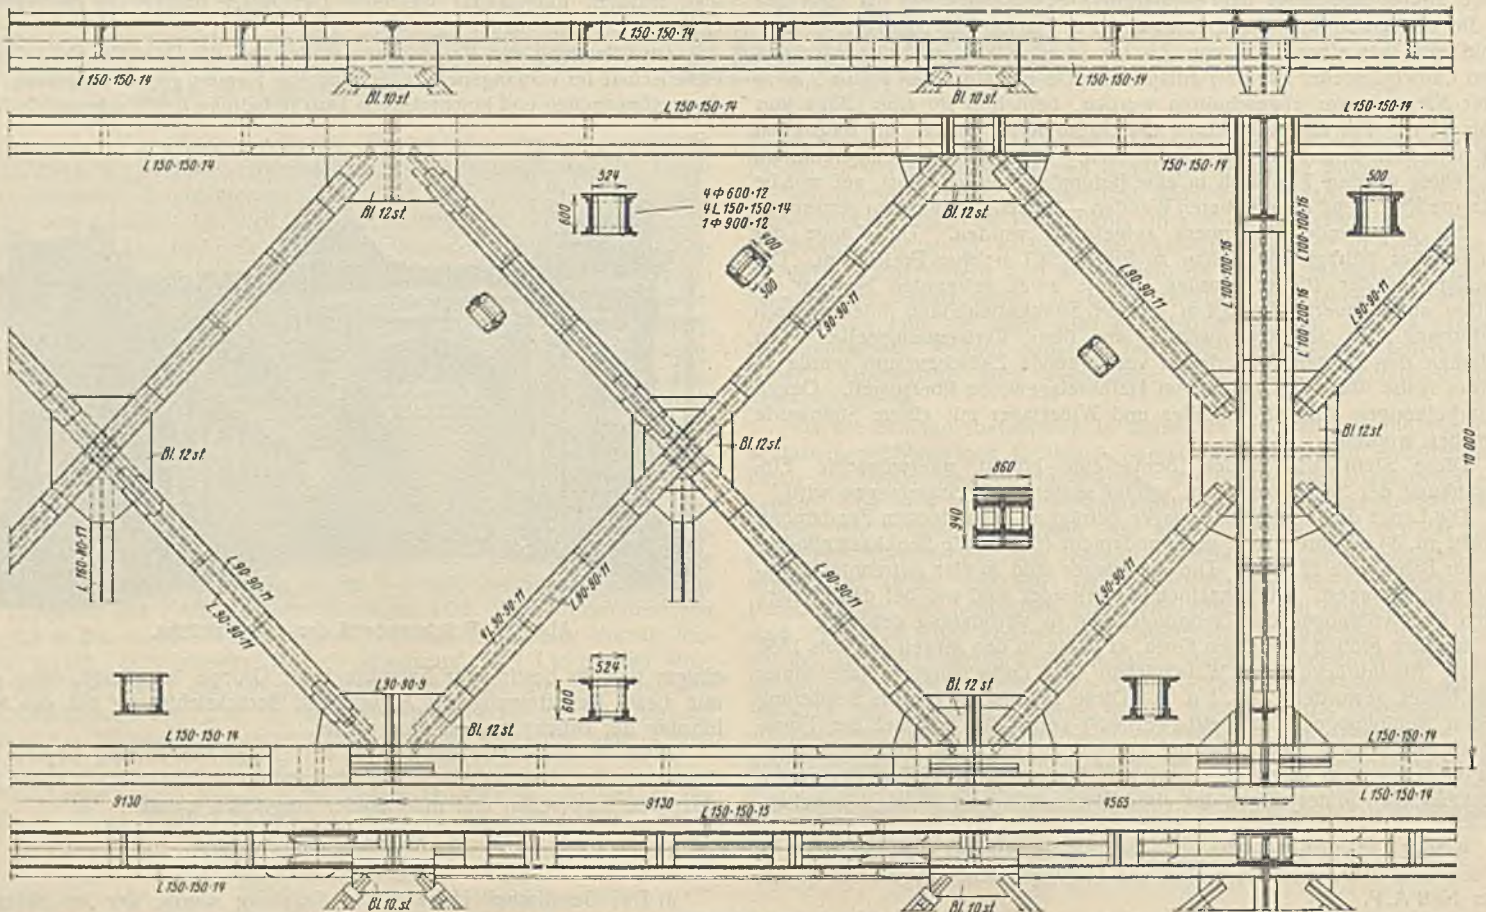 L 150·150·14
L 150·150·14
Bl. 10 st.
Bl. 10 st.
L 150·150·14
L 150·150·14
L 150·150·14
L 150·150·14
150·150·14
524
600
4 Φ 600·12
4 L 150·150·14
1 Φ 900·12
500
Bl. 12 st.
Bl. 12 st.
400
500
L 90·90·11
L 90·90·11
L 100·100·16
L 100·100·16
L 100·200·16
L 90·90·11
Bl. 12 st.
Bl. 12 st.
Bl. 12 st
10 000
860
940
L 90·90·11
L 90·90·11
4 L 90·90·11
L 90·90·11
L 90·90·11
L 90·90·11
L 90·90·9
524
600
Bl. 12 st
Bl. 12 st
L 150·150·14
L 150·150·14
L 150·150·14
9130
9130
4565
L 150·150·15
L 150·150·14
Bl. 10. st
Bl. 10 st